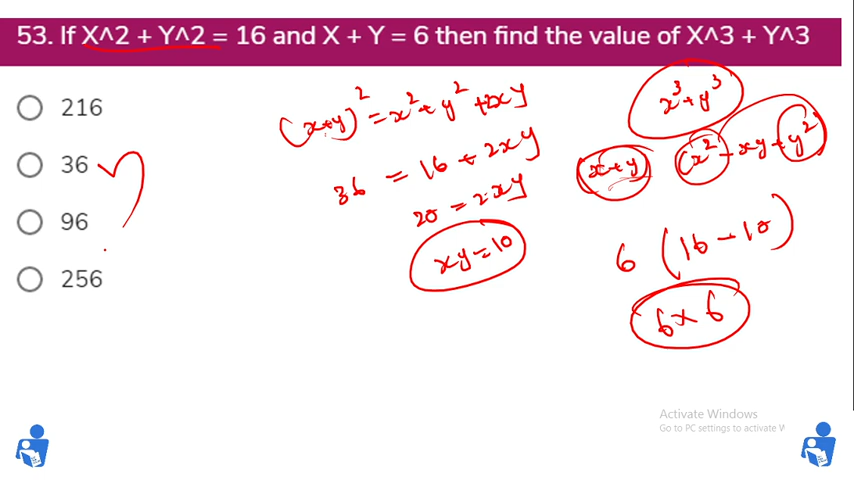 53. If X^2 + Y^2 = 16 and X + Y = 6 then find the value of X^3 + Y^3
216
36
96
256
(x+y)² = x² + y² + 2xy
36 = 16 + 2xy
20 = 2xy
xy = 10
x³ + y³
(x+y) (x² - xy + y²)
6 (16 - 10)
6 x 6
Activate Windows
Go to PC settings to activate W